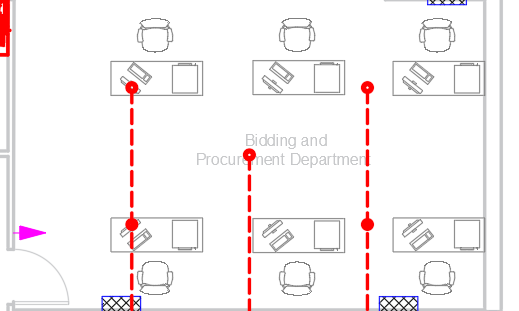 Bidding and
Procurement Department